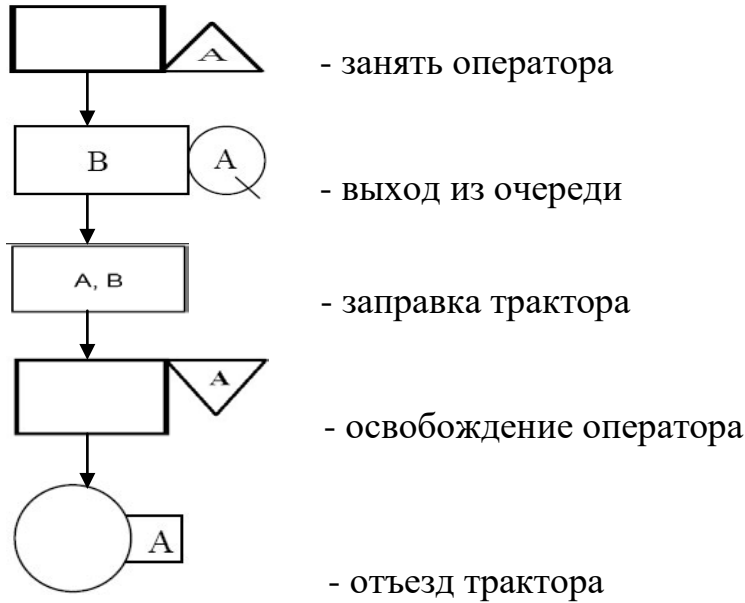 A - занять оператора
B A - выход из очереди
A, B - заправка трактора
A - освобождение оператора
A - отъезд трактора